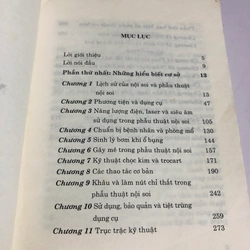 MỤC LỤC
Lời giới thiệu 5
Lời nói đầu 9
Phần thứ nhất: Những hiểu biết cơ sở 13
Chương 1 Lịch sử của nội soi và phẫu thuật
nội soi 15
Chương 2 Phương tiện và dụng cụ 57
Chương 3 Năng lượng điện, laser và siêu âm
sử dụng trong phẫu thuật nội soi 105
Chương 4 Chuẩn bị bệnh nhân và phòng mổ 130
Chương 5 Sinh lý bơm khí ổ bụng 144
Chương 6 Gây mê trong phẫu thuật nội soi 165
Chương 7 Kỹ thuật chọc kim và trocart 190
Chương 8 Các thao tác cơ bản 190
Chương 9 Khâu và làm nút chỉ thắt trong
phẫu thuật nội soi 242
Chương 10 Sử dụng, bảo quản và tiệt trùng
dụng cụ 259
Chương 11 Trục trặc kỹ thuật 273